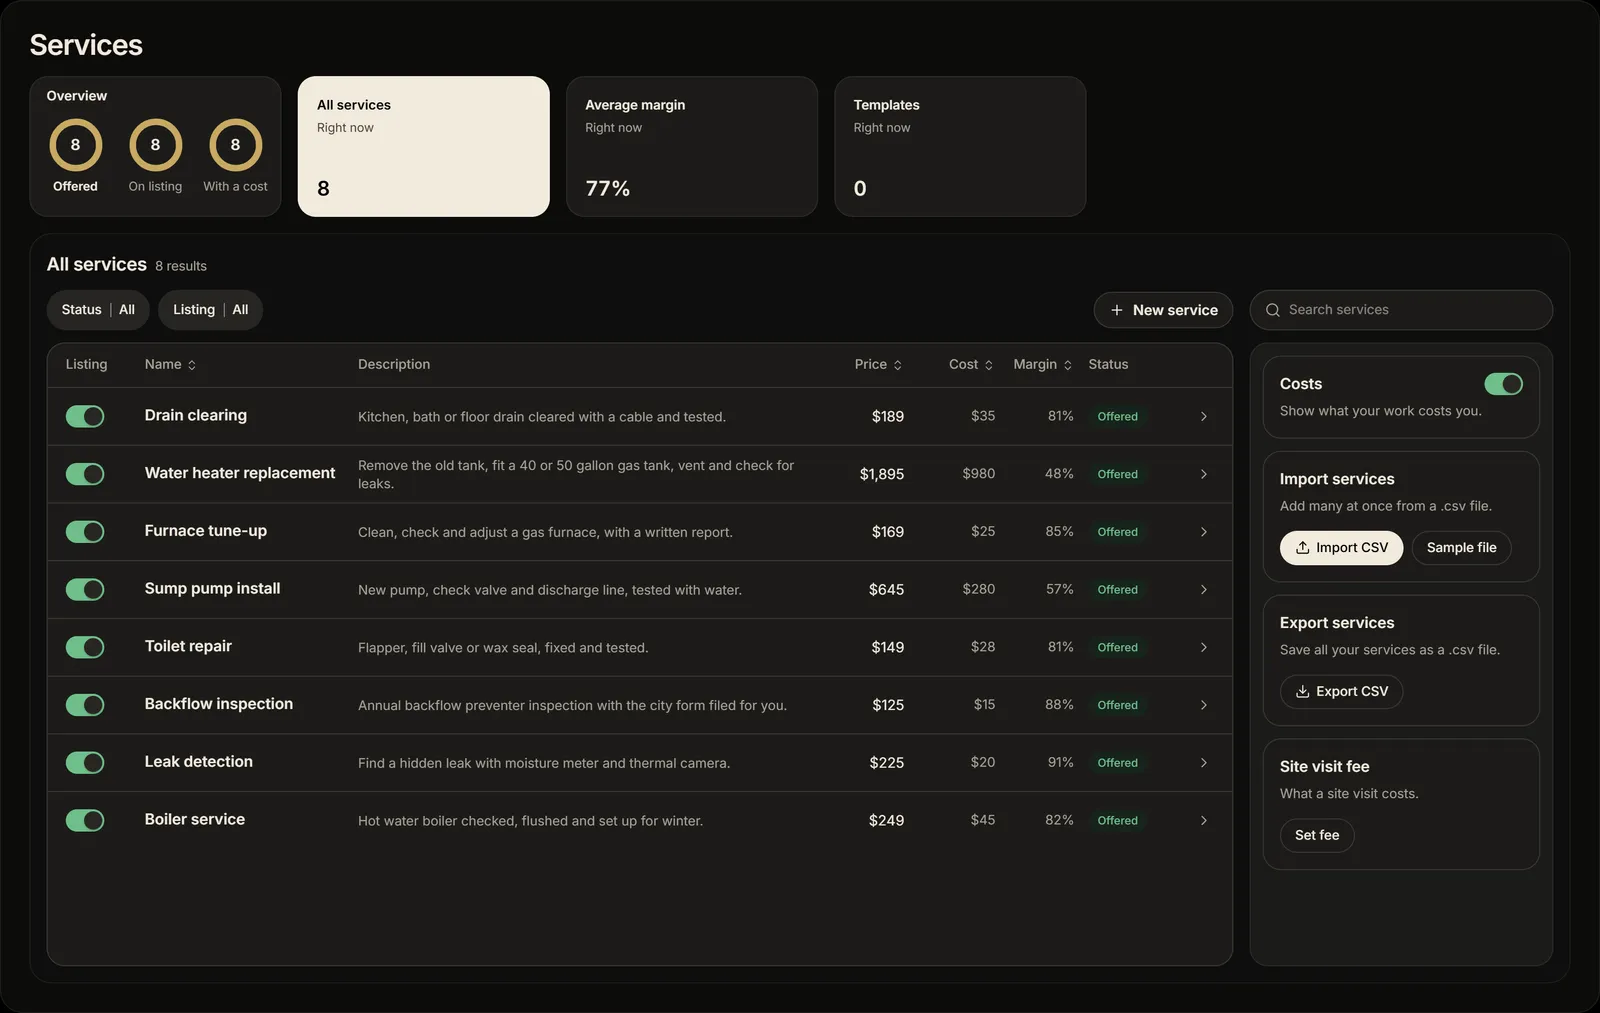 Services
Overview
8 8 8
Offered On listing With a cost
All services
Right now
8
Average margin
Right now
77%
Templates
Right now
0
All services 8 results
Status | All Listing | All
+ New service
Search services
Listing Name Description Price Cost Margin Status
Drain clearing Kitchen, bath or floor drain cleared with a cable and tested. $189 $35 81% Offered
Water heater replacement Remove the old tank, fit a 40 or 50 gallon gas tank, vent and check for
leaks. $1,895 $980 48% Offered
Furnace tune-up Clean, check and adjust a gas furnace, with a written report. $169 $25 85% Offered
Sump pump install New pump, check valve and discharge line, tested with water. $645 $280 57% Offered
Toilet repair Flapper, fill valve or wax seal, fixed and tested. $149 $28 81% Offered
Backflow inspection Annual backflow preventer inspection with the city form filed for you. $125 $15 88% Offered
Leak detection Find a hidden leak with moisture meter and thermal camera. $225 $20 91% Offered
Boiler service Hot water boiler checked, flushed and set up for winter. $249 $45 82% Offered
Costs
Show what your work costs you.
Import services
Add many at once from a .csv file.
Import CSV Sample file
Export services
Save all your services as a .csv file.
Export CSV
Site visit fee
What a site visit costs.
Set fee